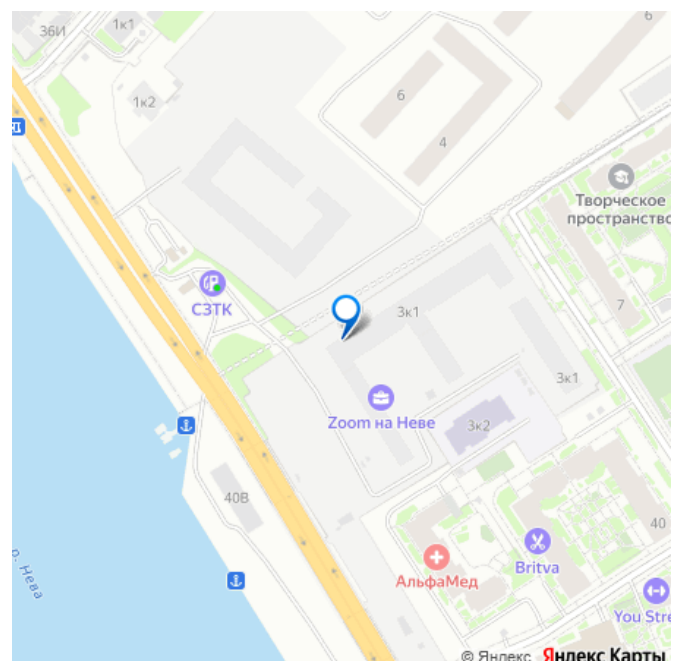 36И
1к1
6
1к2
6
4
Творческое
пространство
СЗТК
3к1
7
3к1
Zoom на Неве
3к2
40В
40
Britva
АльфаМед
р. Нева
You Stre
© Яндекс Яндекс Карты